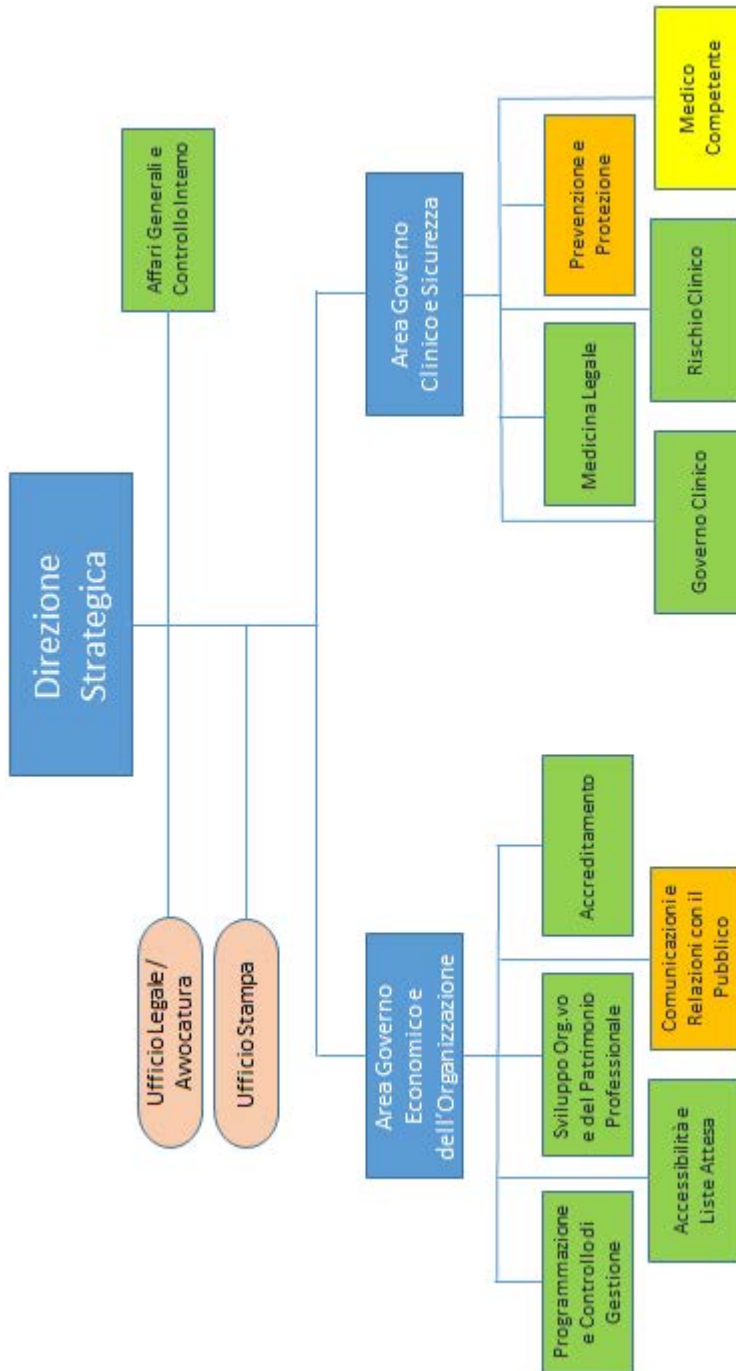 Direzione
Strategica
Ufficio Legale /
Avvocatura
Affari Generali e
Controllo Interno
Ufficio Stampa
Area Governo
Economico e
dell'Organizzazione
Area Governo
Clinico e Sicurezza
Programmazione
e Controllo di
Gestione
Sviluppo Org.vo
e del Patrimonio
Professionale
Accreditamento
Medicina Legale
Prevenzione e
Protezione
Accessibilità e
Liste Attesa
Comunicazioni e
Relazioni con il
Pubblico
Governo Clinico
Rischio Clinico
Medico
Competente